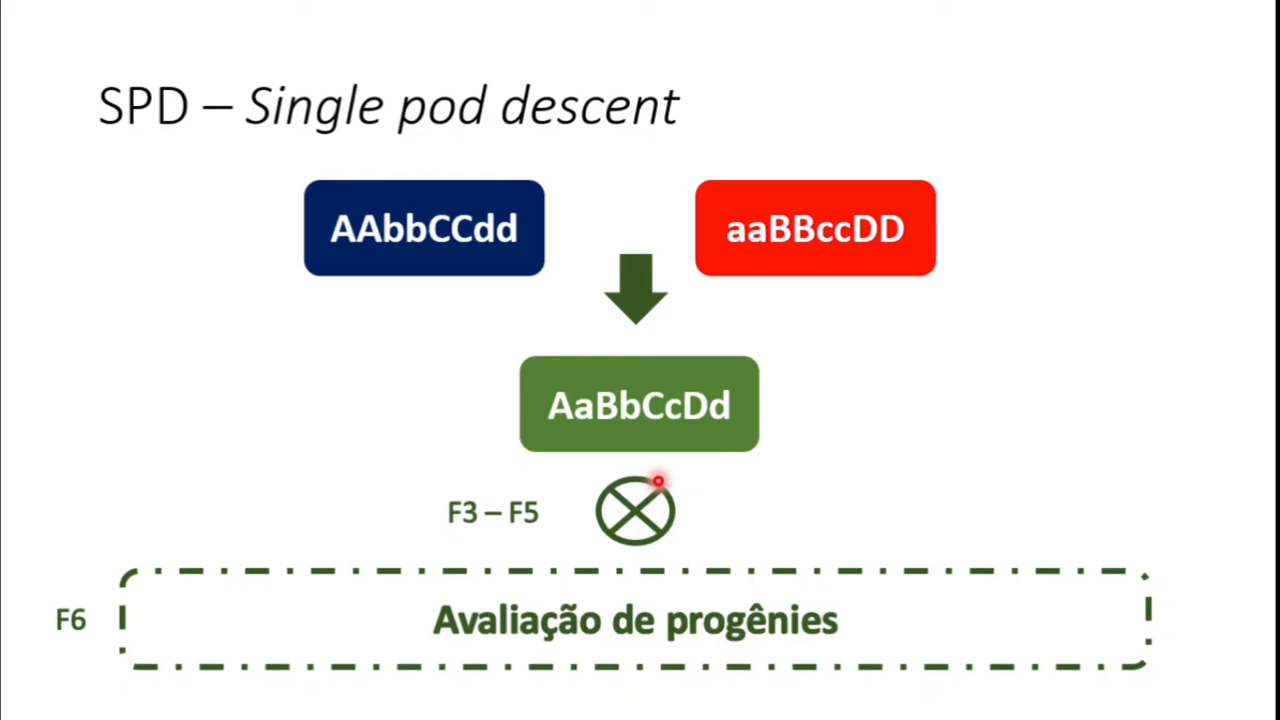 SPD – Single pod descent
AAbbCCdd
aaBBccDD
AaBbCcDd
F3 – F5
F6
Avaliação de progênies